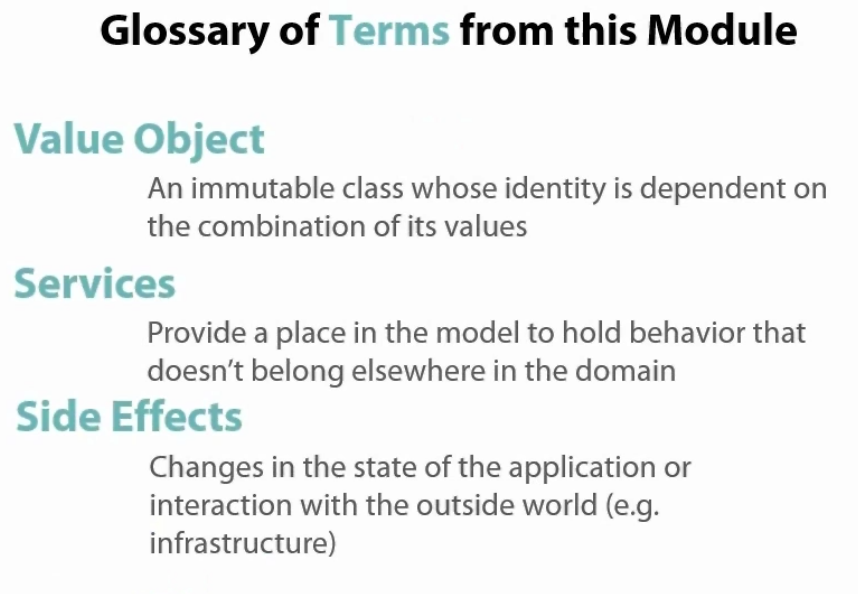 Glossary of Terms from this Module
Value Object
An immutable class whose identity is dependent on
the combination of its values
Services
Provide a place in the model to hold behavior that
doesn't belong elsewhere in the domain
Side Effects
Changes in the state of the application or
interaction with the outside world (e.g.
infrastructure)